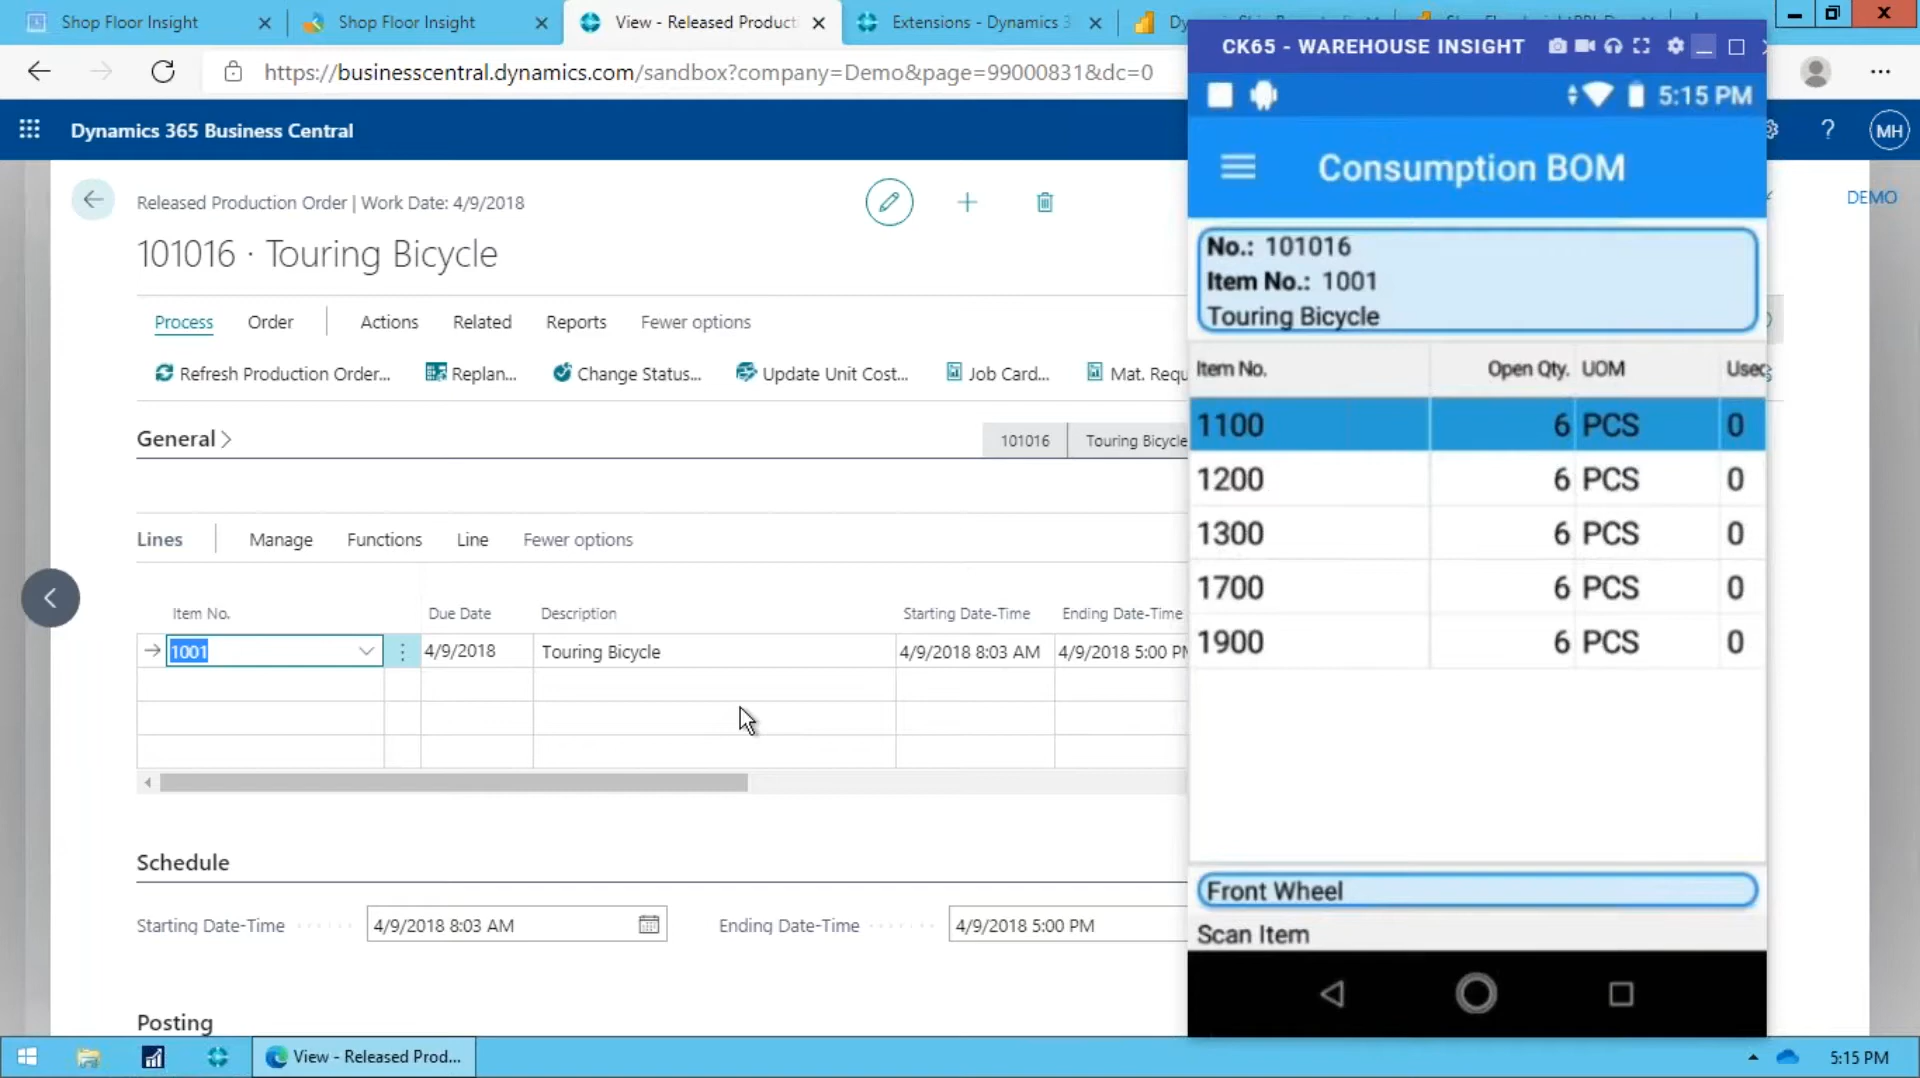 Shop Floor Insight
Shop Floor Insight
View - Released Product
Extensions - Dynamics 3
CK65 - WAREHOUSE INSIGHT
https://businesscentral.dynamics.com/sandbox?company=Demo&page=99000831&dc=0
5:15 PM
Dynamics 365 Business Central
?
MH
Consumption BOM
Released Production Order | Work Date: 4/9/2018
DEMO
101016 · Touring Bicycle
No.: 101016
Item No.: 1001
Touring Bicycle
Process
Order
Actions
Related
Reports
Fewer options
Refresh Production Order...
Replan...
Change Status...
Update Unit Cost...
Job Card...
Mat. Requ
Item No.
Open Qty.
UOM
Used
1100 6 PCS 0
1200 6 PCS 0
1300 6 PCS 0
1700 6 PCS 0
1900 6 PCS 0
General
101016
Touring Bicycle
Lines
Manage
Functions
Line
Fewer options
Item No.
Due Date
Description
Starting Date-Time
Ending Date-Time
1001
4/9/2018
Touring Bicycle
4/9/2018 8:03 AM
4/9/2018 5:00 PM
Schedule
Starting Date-Time
4/9/2018 8:03 AM
Ending Date-Time
4/9/2018 5:00 PM
Front Wheel
Scan Item
Posting
View - Released Prod...
5:15 PM